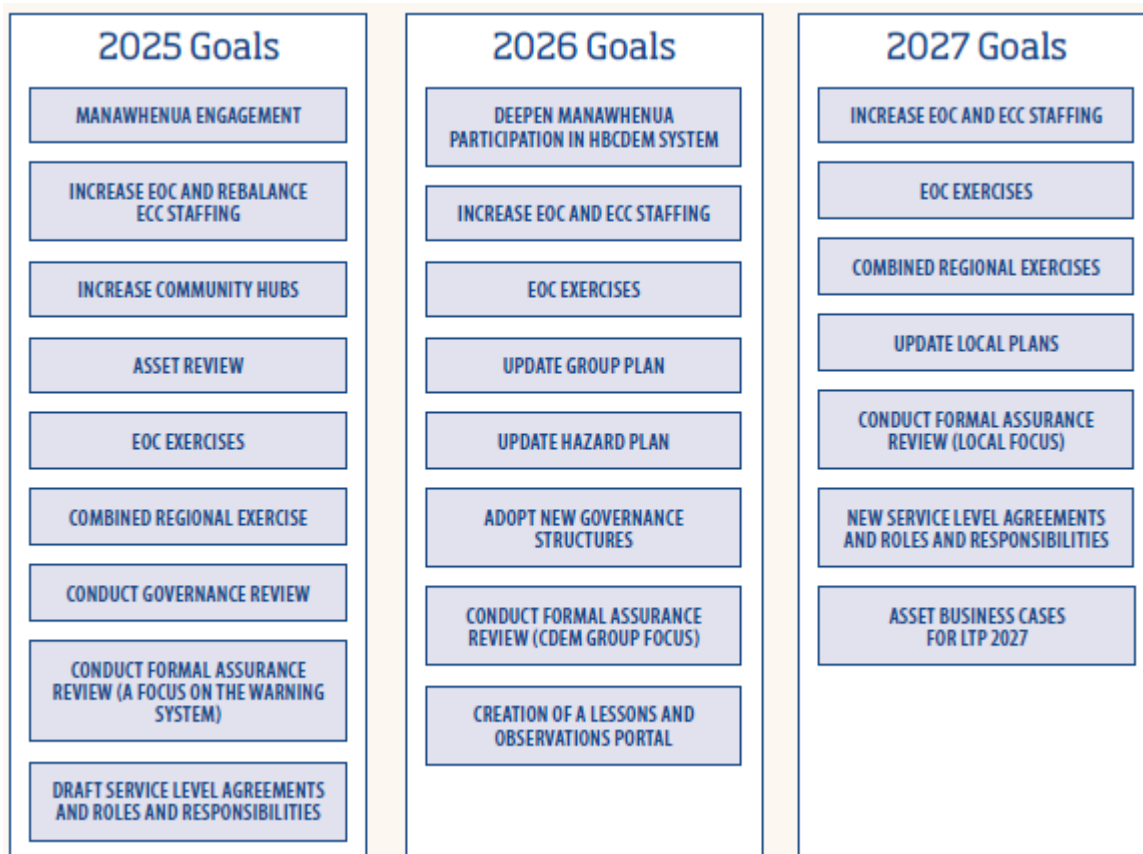 2025 Goals
MANAWHENUA ENGAGEMENT
INCREASE EOC AND REBALANCE
ECC STAFFING
INCREASE COMMUNITY HUBS
ASSET REVIEW
EOC EXERCISES
COMBINED REGIONAL EXERCISE
CONDUCT GOVERNANCE REVIEW
CONDUCT FORMAL ASSURANCE
REVIEW (A FOCUS ON THE WARNING
SYSTEM)
DRAFT SERVICE LEVEL AGREEMENTS
AND ROLES AND RESPONSIBILITIES
2026 Goals
DEEPEN MANAWHENUA
PARTICIPATION IN HBCDEM SYSTEM
INCREASE EOC AND ECC STAFFING
EOC EXERCISES
UPDATE GROUP PLAN
UPDATE HAZARD PLAN
ADOPT NEW GOVERNANCE
STRUCTURES
CONDUCT FORMAL ASSURANCE
REVIEW (CDEM GROUP FOCUS)
CREATION OF A LESSONS AND
OBSERVATIONS PORTAL
2027 Goals
INCREASE EOC AND ECC STAFFING
EOC EXERCISES
COMBINED REGIONAL EXERCISES
UPDATE LOCAL PLANS
CONDUCT FORMAL ASSURANCE
REVIEW (LOCAL FOCUS)
NEW SERVICE LEVEL AGREEMENTS
AND ROLES AND RESPONSIBILITIES
ASSET BUSINESS CASES
FOR LTP 2027